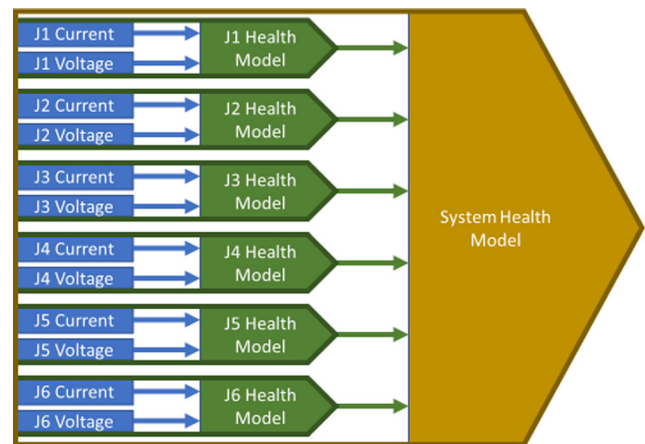 J1 Current
J1 Voltage
J1 Health
Model
J2 Current
J2 Voltage
J2 Health
Model
J3 Current
J3 Voltage
J3 Health
Model
J4 Current
J4 Voltage
J4 Health
Model
J5 Current
J5 Voltage
J5 Health
Model
J6 Current
J6 Voltage
J6 Health
Model
System Health
Model